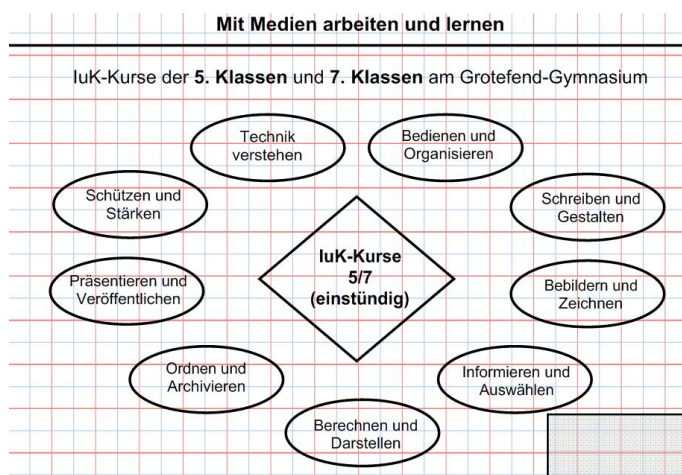 Mit Medien arbeiten und lernen
IuK-Kurse der 5. Klassen und 7. Klassen am Grotefend-Gymnasium
Technik
verstehen
Bedienen und
Organisieren
Schützen und
Stärken
Schreiben und
Gestalten
IuK-Kurse
5/7
(einstündig)
Präsentieren und
Veröffentlichen
Bebildern und
Zeichnen
Ordnen und
Archivieren
Informieren und
Auswählen
Berechnen und
Darstellen